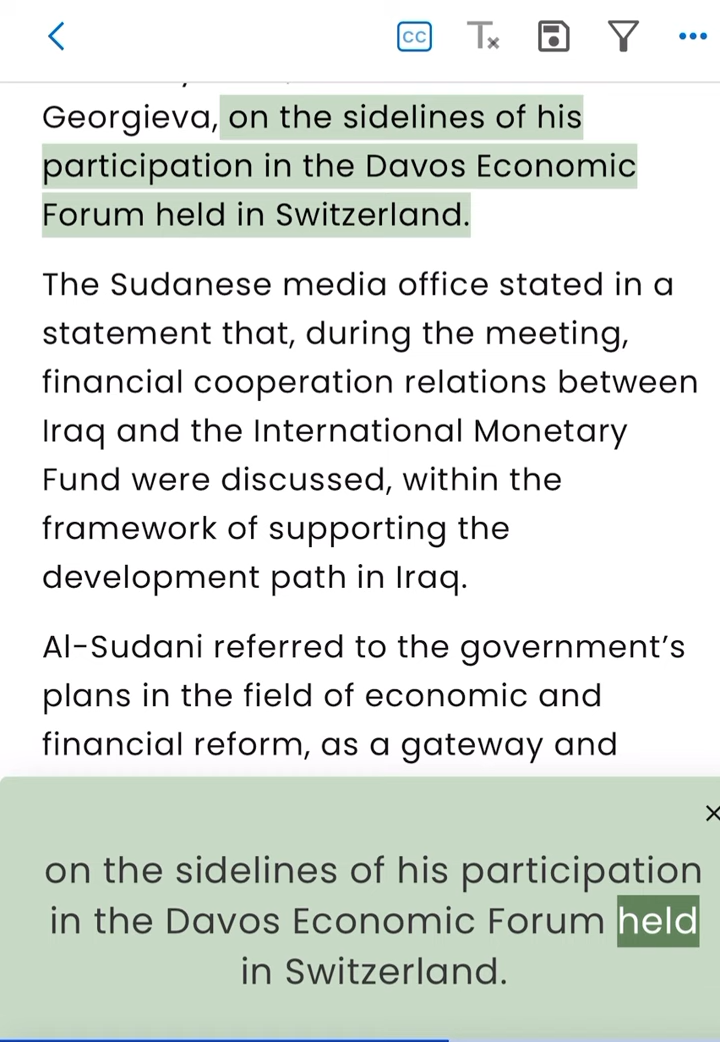 CC
Tx
Georgieva, on the sidelines of his
participation in the Davos Economic
Forum held in Switzerland.
The Sudanese media office stated in a
statement that, during the meeting,
financial cooperation relations between
Iraq and the International Monetary
Fund were discussed, within the
framework of supporting the
development path in Iraq.
Al-Sudani referred to the government’s
plans in the field of economic and
financial reform, as a gateway and
on the sidelines of his participation
in the Davos Economic Forum held
in Switzerland.